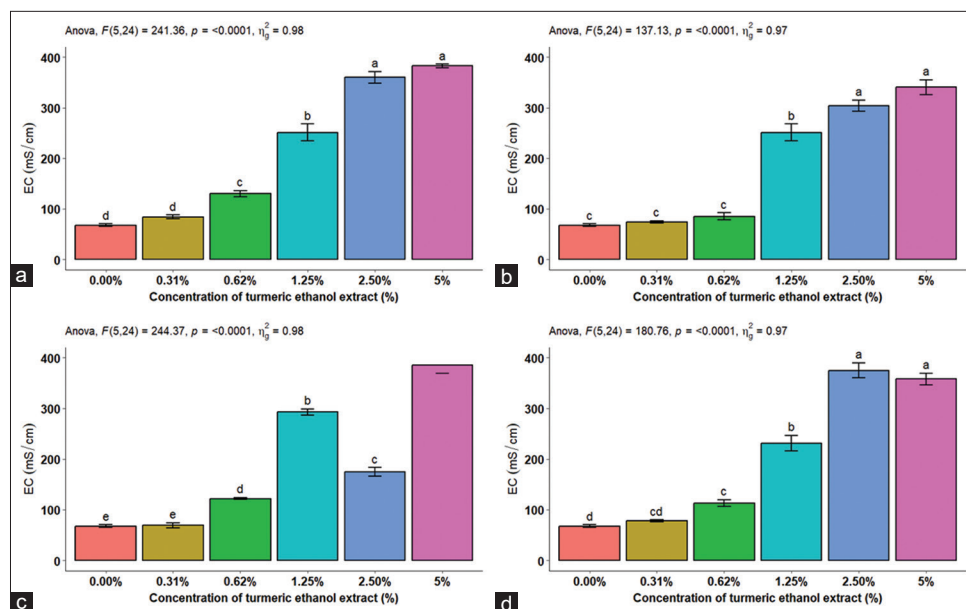 Anova, F(5,24) = 241.36, p = <0.0001, η²g = 0.98
400
300
200
100
0
EC (mS/cm)
d
d
c
b
a
a
0.00%
0.31%
0.62%
1.25%
2.50%
5%
Concentration of turmeric ethanol extract (%)
a
Anova, F(5,24) = 137.13, p = <0.0001, η²g = 0.97
400
300
200
100
0
EC (mS/cm)
c
c
c
b
a
a
0.00%
0.31%
0.62%
1.25%
2.50%
5%
Concentration of turmeric ethanol extract (%)
b
Anova, F(5,24) = 244.37, p = <0.0001, η²g = 0.98
400
300
200
100
0
EC (mS/cm)
e
e
d
b
c
0.00%
0.31%
0.62%
1.25%
2.50%
5%
Concentration of turmeric ethanol extract (%)
c
Anova, F(5,24) = 180.76, p = <0.0001, η²g = 0.97
400
300
200
100
0
EC (mS/cm)
d
cd
c
b
a
a
0.00%
0.31%
0.62%
1.25%
2.50%
5%
Concentration of turmeric ethanol extract (%)
d